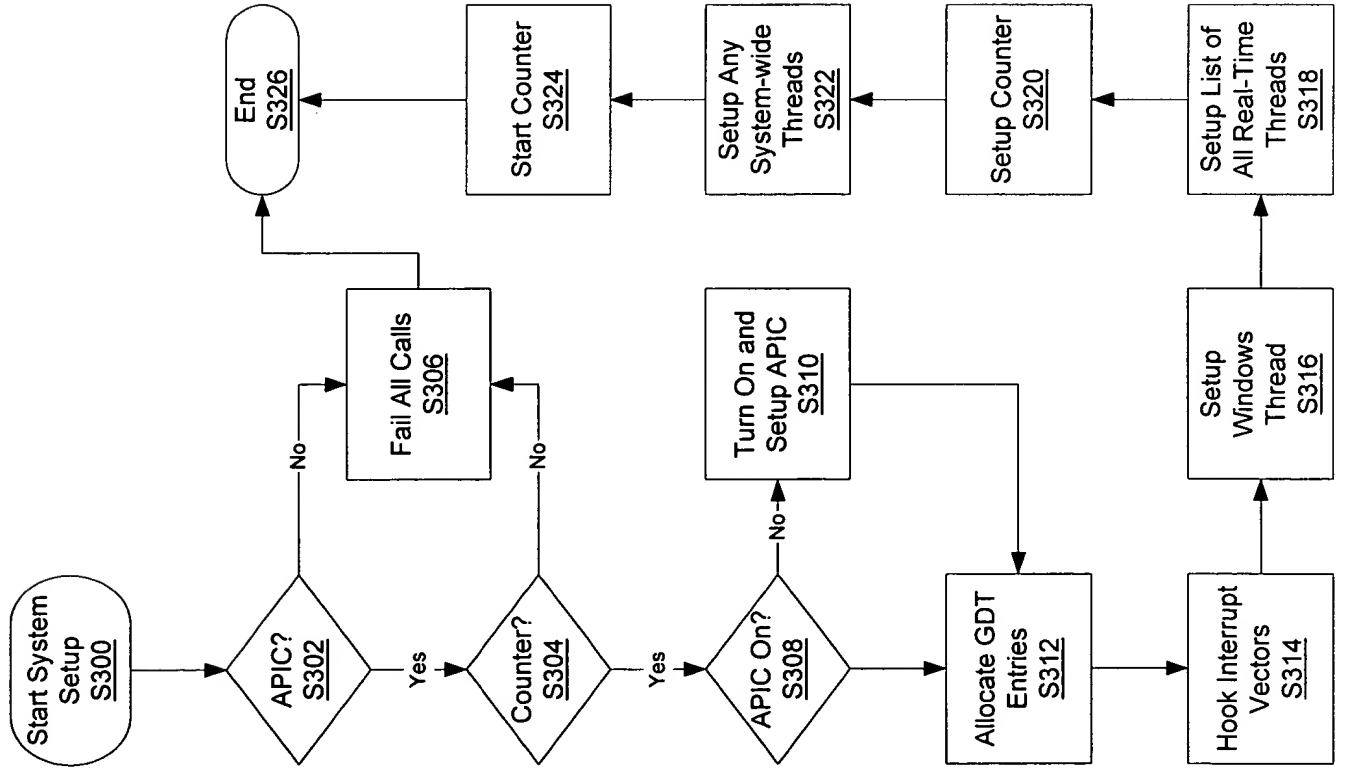 Start System
Setup
S300
APIC?
S302
No
Yes
Counter?
S304
No
Yes
Fail All Calls
S306
APIC On?
S308
No
Turn On and
Setup APIC
S310
Allocate GDT
Entries
S312
Hook Interrupt
Vectors
S314
Setup
Windows
Thread
S316
Setup List of
All Real-Time
Threads
S318
Setup Counter
S320
Setup Any
System-wide
Threads
S322
Start Counter
S324
End
S326